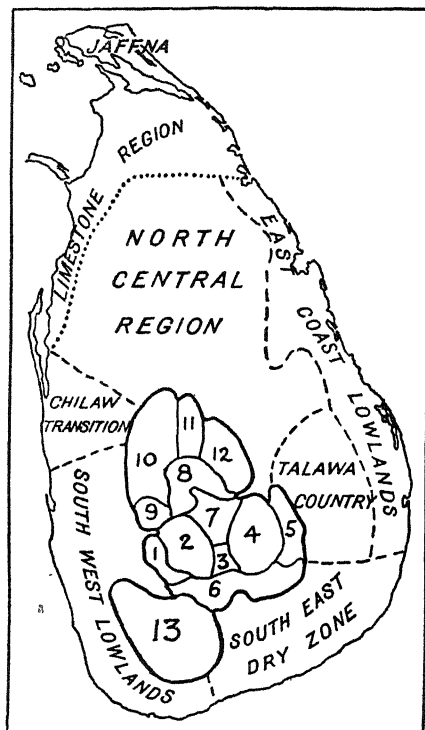 JAFFNA
LIMESTONE REGION
NORTH
CENTRAL
REGION
EAST COAST LOWLANDS
CHILAW
TRANSITION
TALAWA
COUNTRY
SOUTH WEST LOWLANDS
SOUTH EAST
DRY ZONE
10
11
12
8
9
7
1
2
3
4
5
6
13